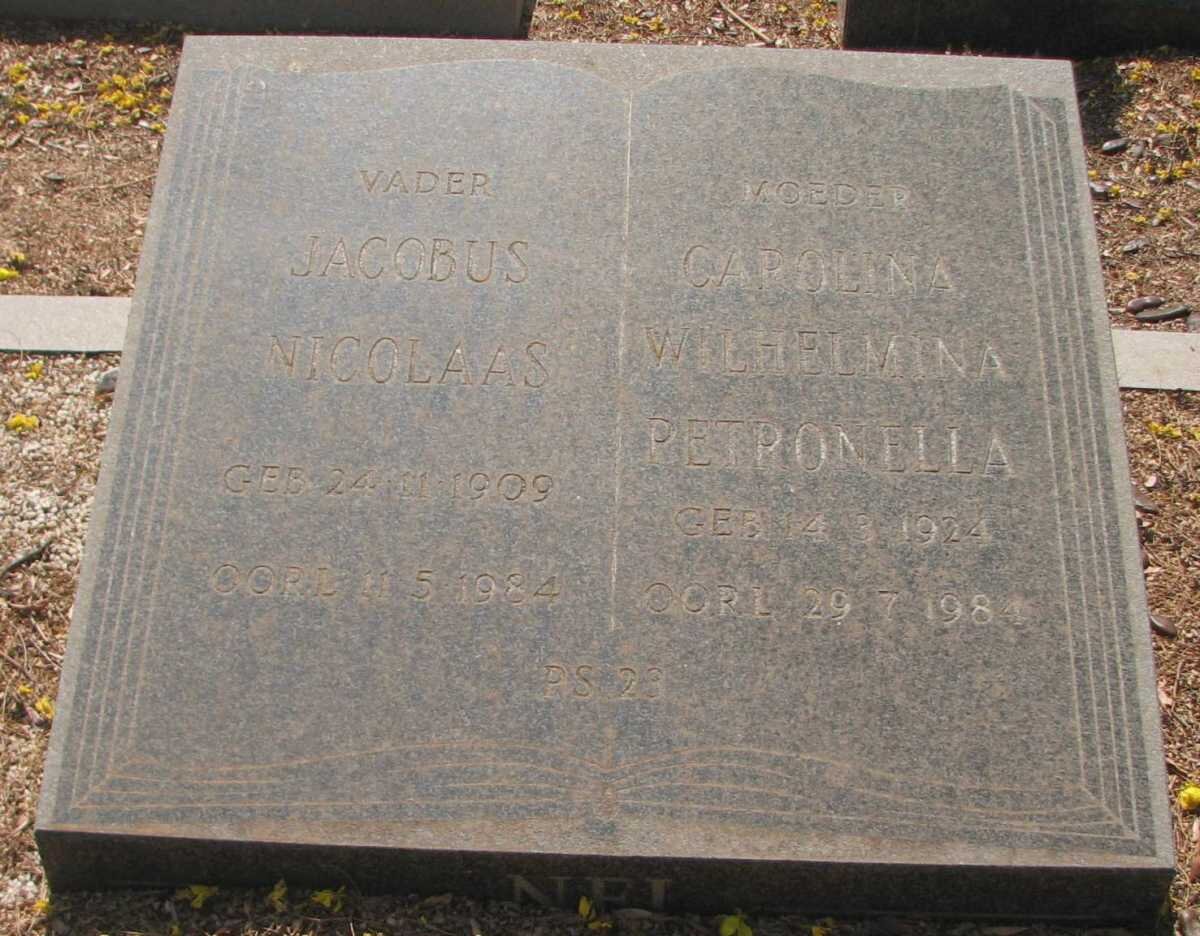 VADER
JACOBUS
NICOLAAS
GEB 24·11·1909
OORL 11 5 1984
MOEDER
CAROLINA
WILHELMINA
PETRONELLA
GEB 14 3 1924
OORL 29 7 1984
PS 23
NEL